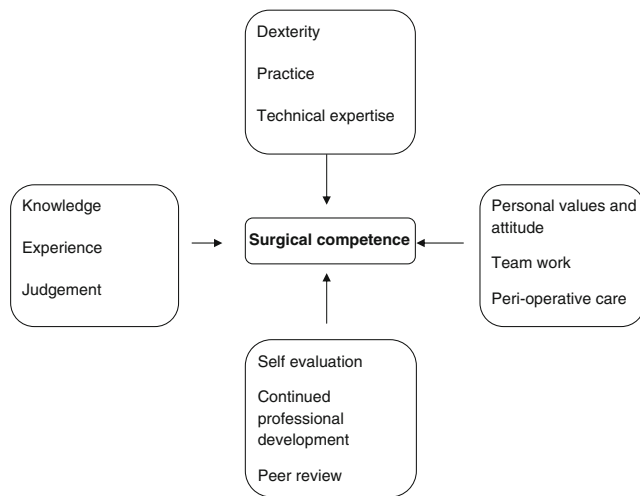 Dexterity
Practice
Technical expertise
Knowledge
Experience
Judgement
Surgical competence
Personal values and
attitude
Team work
Peri-operative care
Self evaluation
Continued
professional
development
Peer review